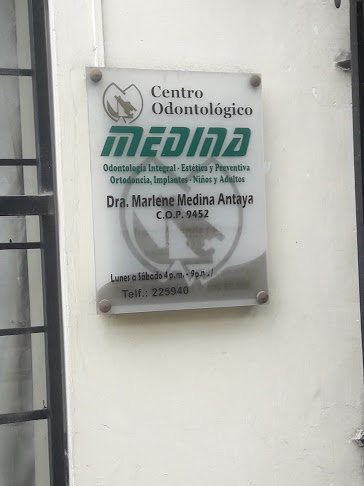 Centro
Odontológico
MEDINA
Odontología Integral - Estética y Preventiva
Ortodoncia, Implantes - Niños y Adultos
Dra. Marlene Medina Antaya
C.O.P. 9452
Lunes a Sábado 4 p.m. - 9p.m.
Telf.: 225940